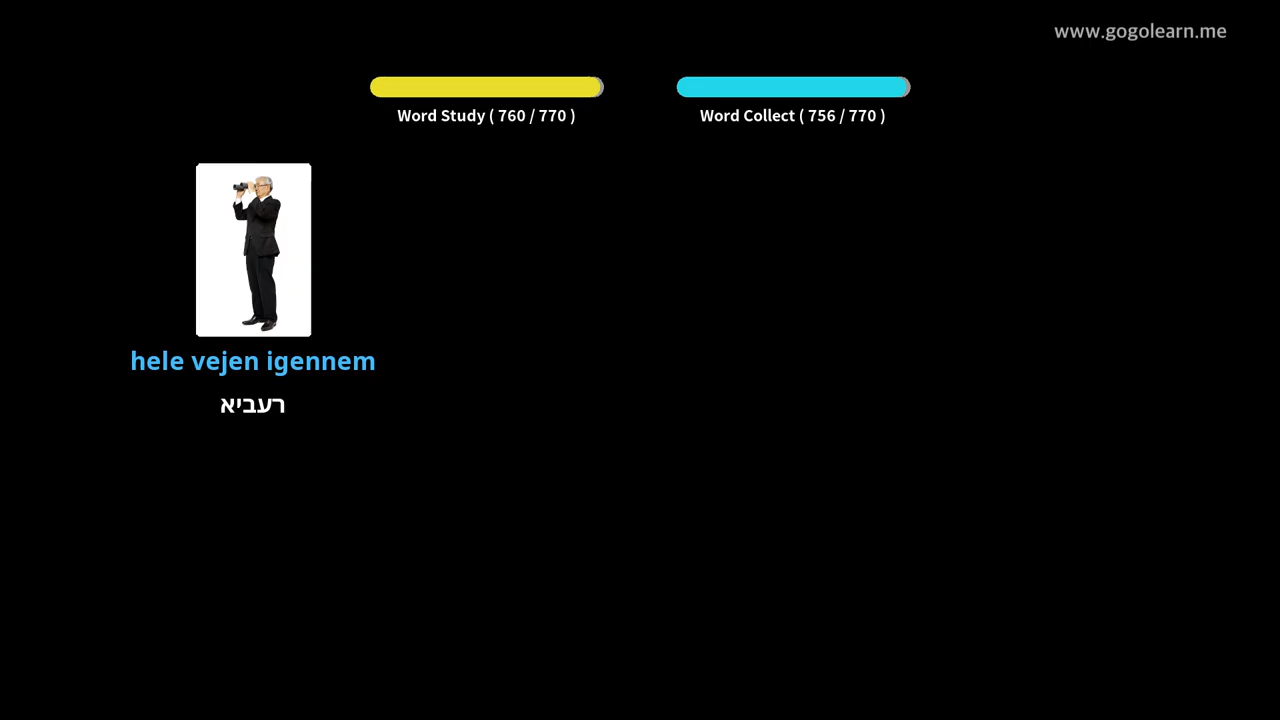 www.gogolearn.me
Word Study ( 760 / 770 )
Word Collect ( 756 / 770 )
hele vejen igennem
רעביא